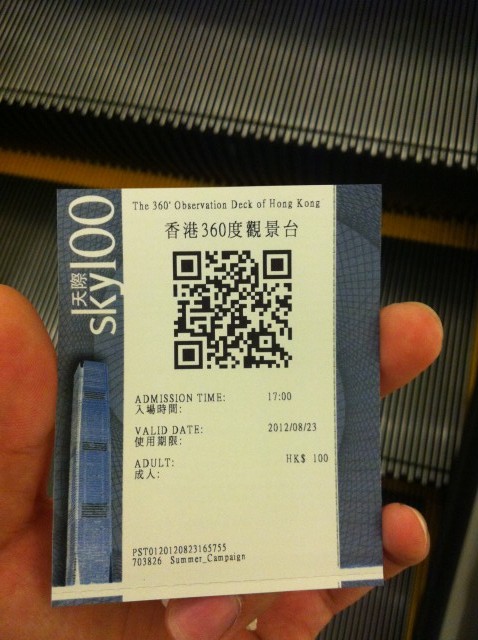 天際
sky100
The 360° Observation Deck of Hong Kong
香港360度觀景台
ADMISSION TIME: 17:00
入場時間:
VALID DATE: 2012/08/23
使用期限:
ADULT: HK$ 100
成人:
PST0120120823165755
703826 Summer_Campaign